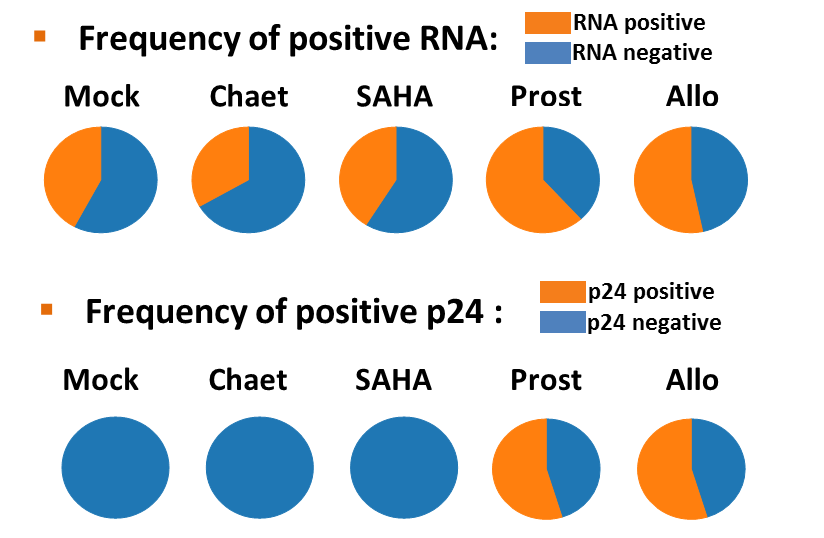 Frequency of positive RNA:
RNA positive
RNA negative
Mock Chaet SAHA Prost Allo
Frequency of positive p24 :
p24 positive
p24 negative
Mock Chaet SAHA Prost Allo